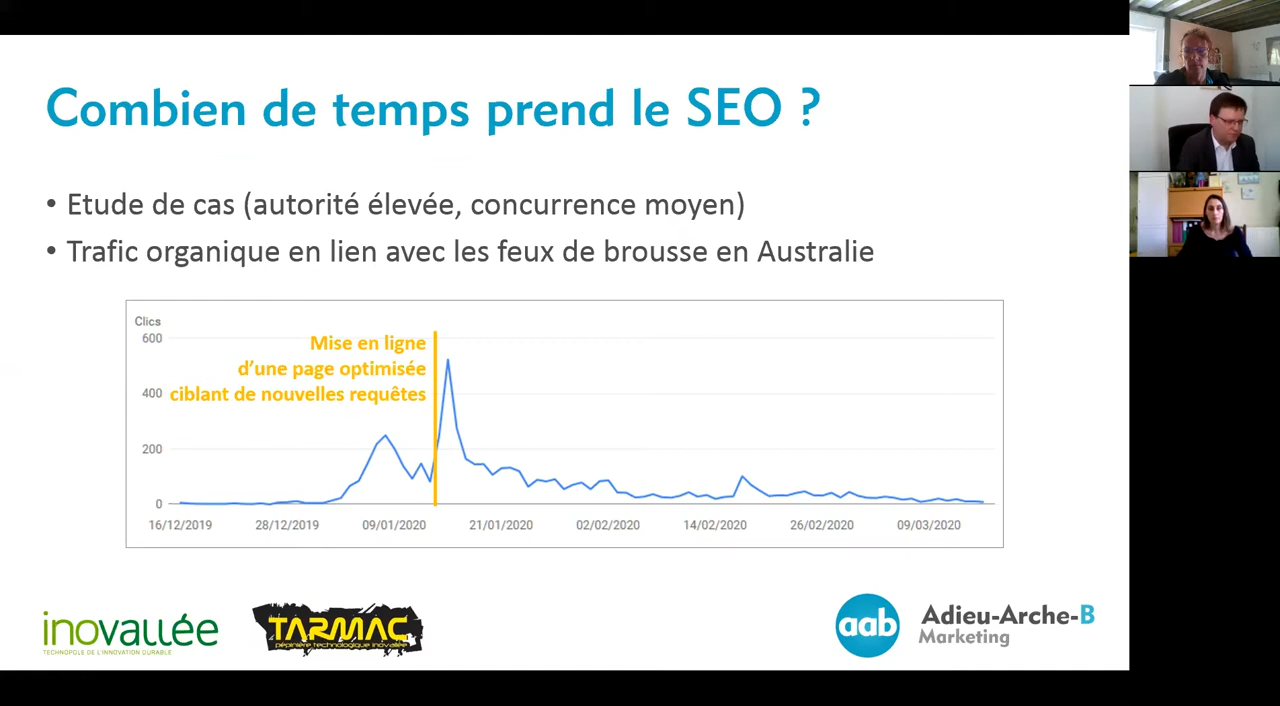 Combien de temps prend le SEO ?
• Etude de cas (autorité élevée, concurrence moyen)
• Trafic organique en lien avec les feux de brousse en Australie
Clics
600
400
200
0
Mise en ligne
d'une page optimisée
ciblant de nouvelles requêtes
16/12/2019 28/12/2019 09/01/2020 21/01/2020 02/02/2020 14/02/2020 26/02/2020 09/03/2020
inovallée
TECHNOPOLE DE L'INNOVATION DURABLE
TARMAC
pépinière technologique inovallée
aab
Adieu-Arche-B
Marketing